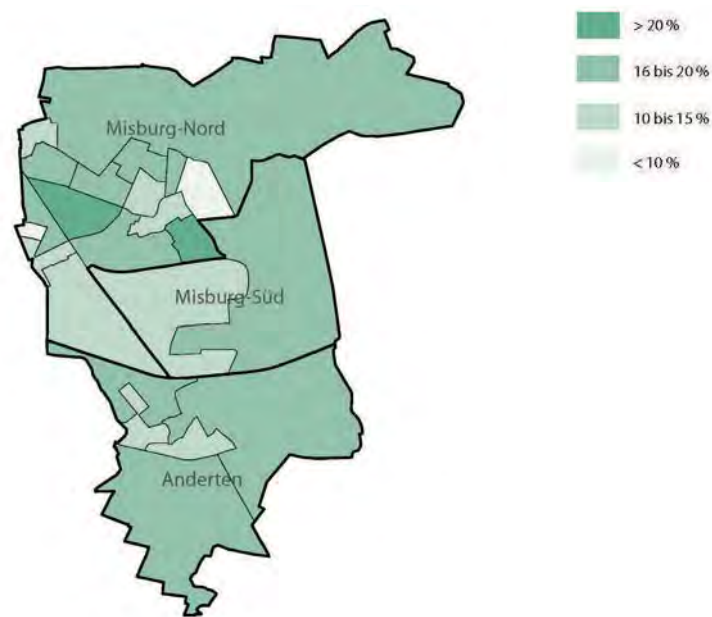 > 20 %
16 bis 20 %
10 bis 15 %
< 10 %
Misburg-Nord
Misburg-Süd
Anderten